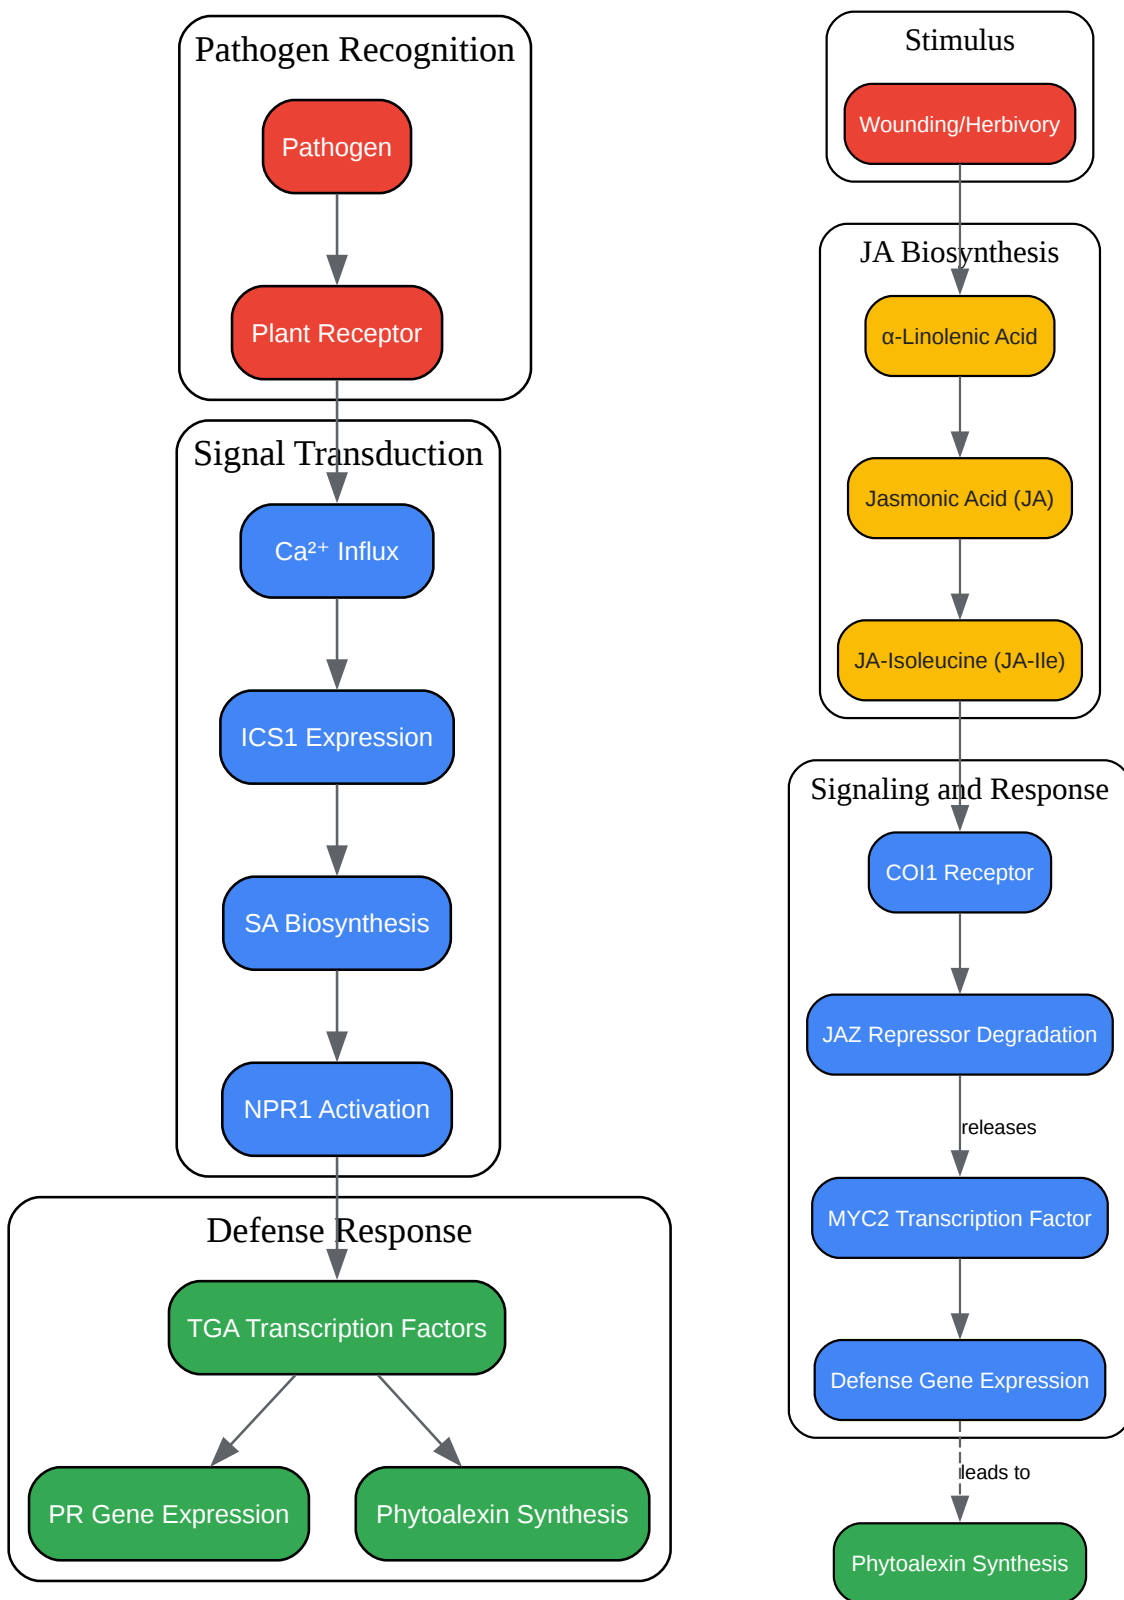 Pathogen Recognition
Pathogen
Plant Receptor
Signal Transduction
Ca²⁺ Influx
ICS1 Expression
SA Biosynthesis
NPR1 Activation
Defense Response
TGA Transcription Factors
PR Gene Expression
Phytoalexin Synthesis
Stimulus
Wounding/Herbivory
JA Biosynthesis
α-Linolenic Acid
Jasmonic Acid (JA)
JA-Isoleucine (JA-Ile)
Signaling and Response
COI1 Receptor
JAZ Repressor Degradation
releases
MYC2 Transcription Factor
Defense Gene Expression
leads to
Phytoalexin Synthesis